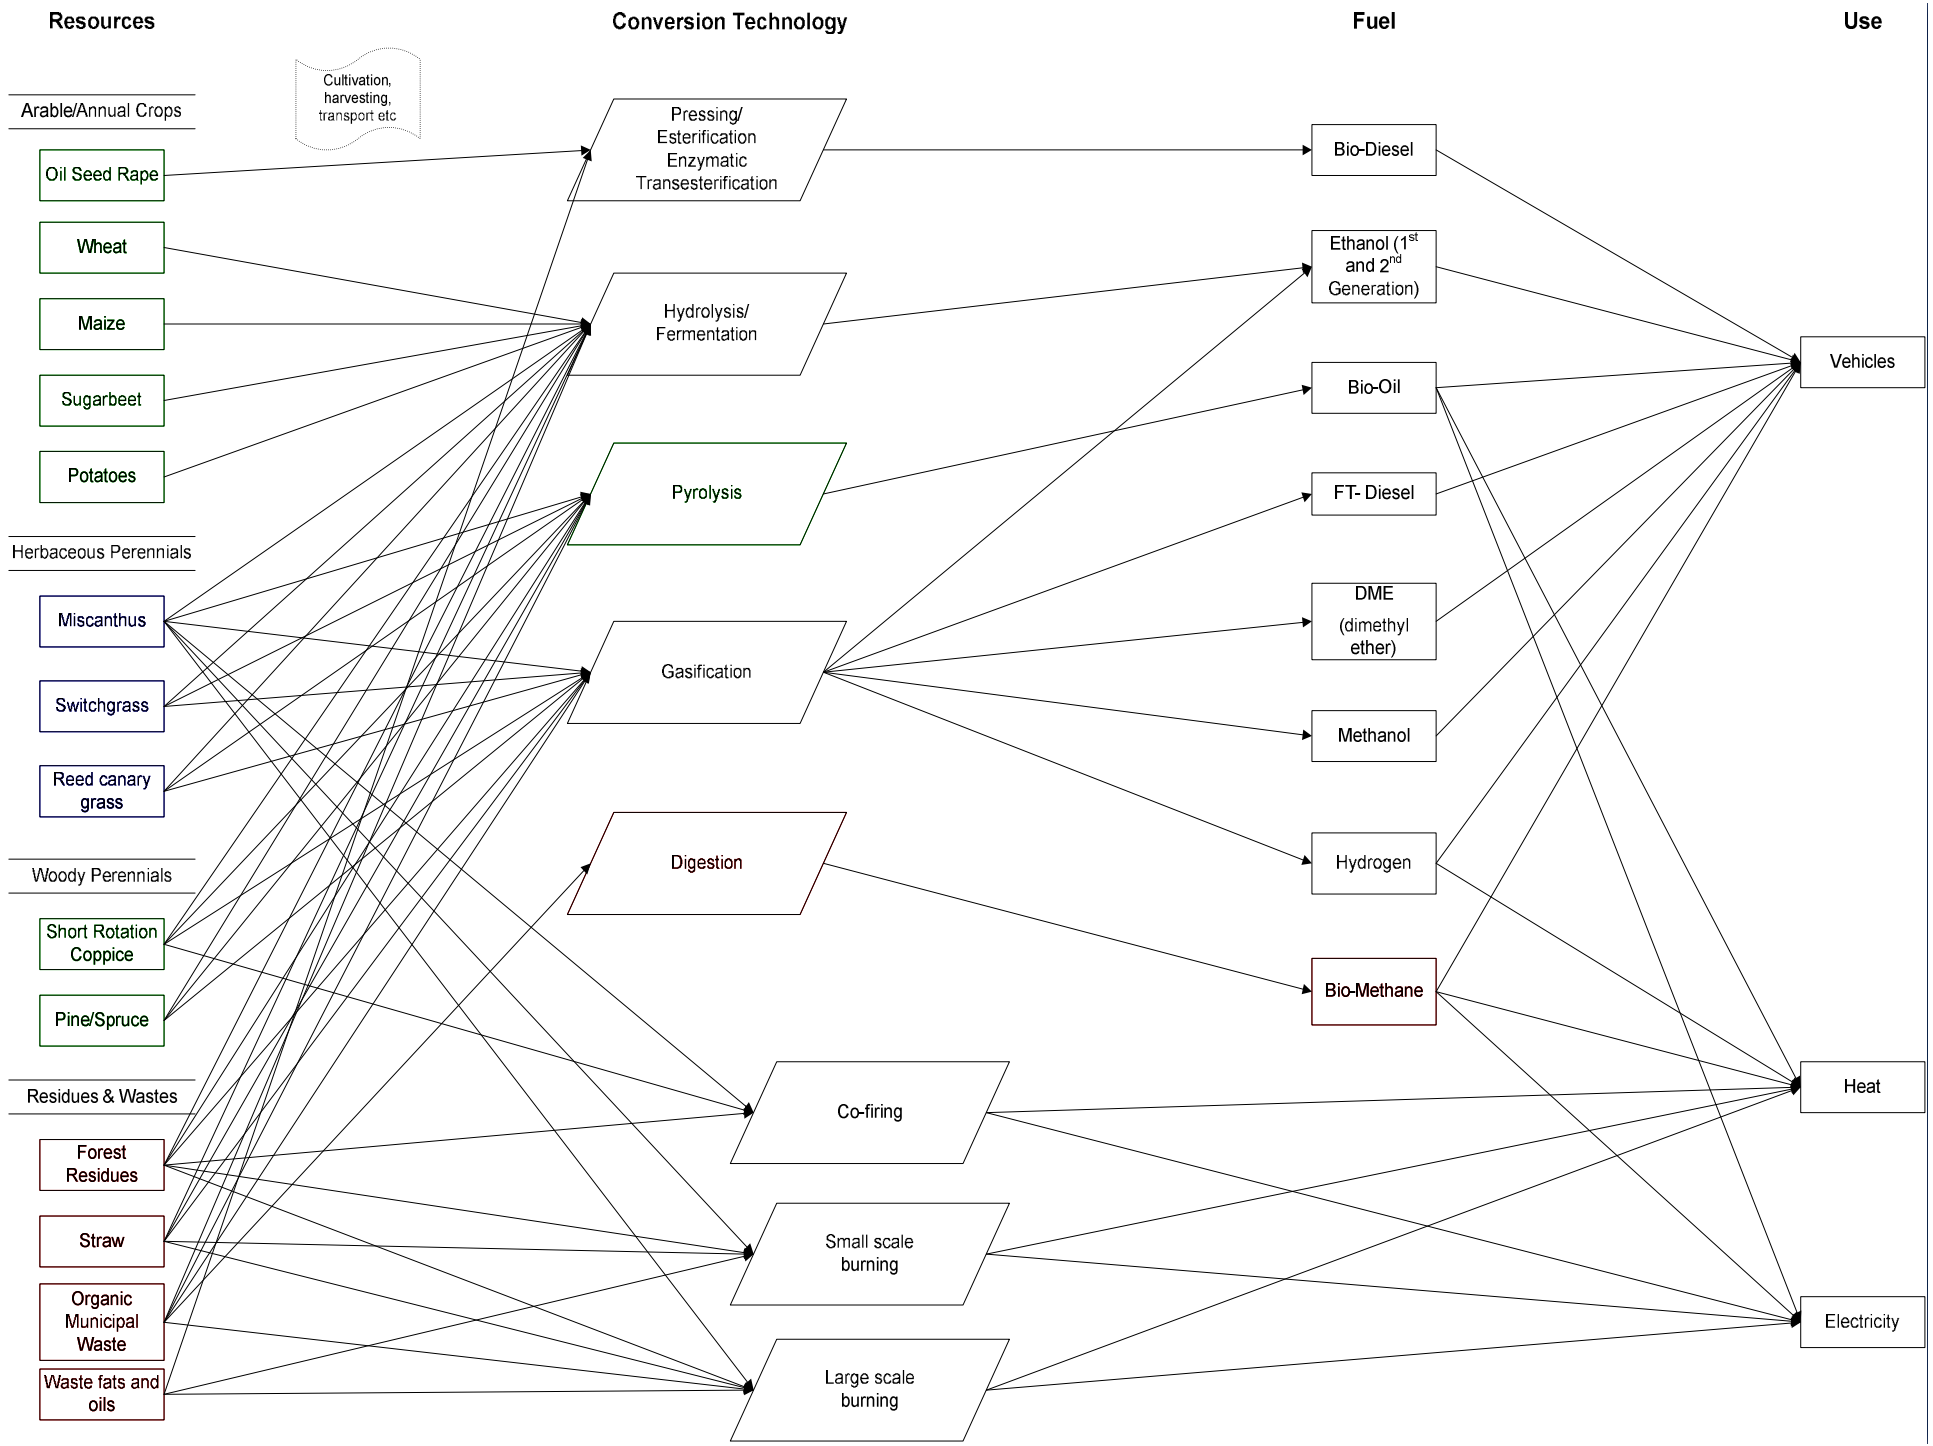 Resources
Conversion Technology
Fuel
Use
Cultivation,
harvesting,
transport etc
Arable/Annual Crops
Oil Seed Rape
Wheat
Maize
Sugarbeet
Potatoes
Herbaceous Perennials
Miscanthus
Switchgrass
Reed canary
grass
Woody Perennials
Short Rotation
Coppice
Pine/Spruce
Residues & Wastes
Forest
Residues
Straw
Organic
Municipal
Waste
Waste fats and
oils
Pressing/
Esterification
Enzymatic
Transesterification
Hydrolysis/
Fermentation
Pyrolysis
Gasification
Digestion
Co-firing
Small scale
burning
Large scale
burning
Bio-Diesel
Ethanol (1st
and 2nd
Generation)
Bio-Oil
FT- Diesel
DME
(dimethyl
ether)
Methanol
Hydrogen
Bio-Methane
Vehicles
Heat
Electricity